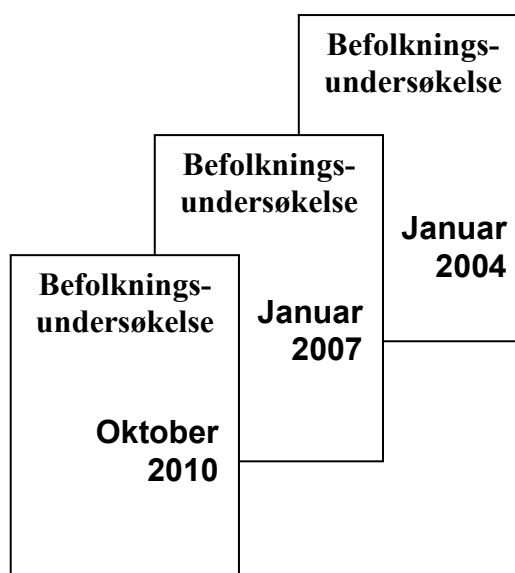 Befolknings-
undersøkelse
Januar
2004
Befolknings-
undersøkelse
Januar
2007
Befolknings-
undersøkelse
Oktober
2010